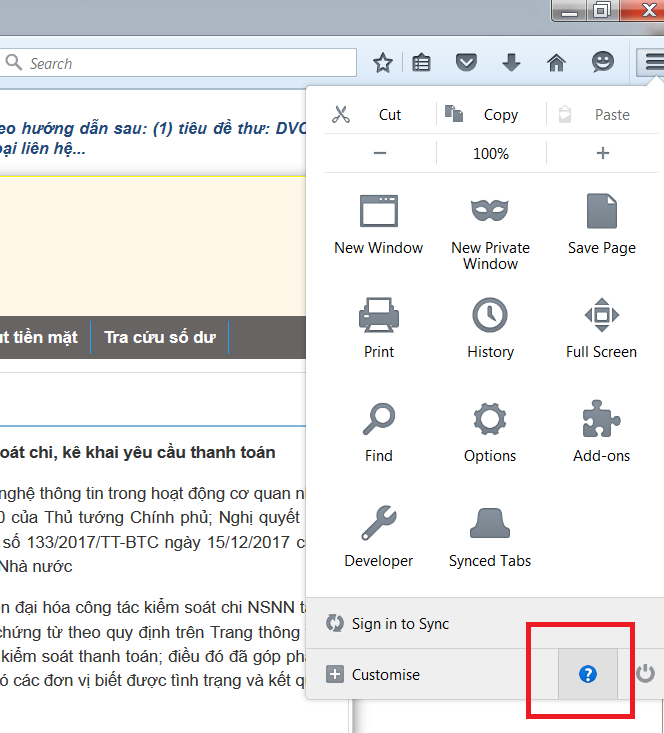 Search
eo hướng dẫn sau: (1) tiêu đề thư: DVC
ại liên hệ...
Cut
Copy
Paste
100%
New Window
New Private
Window
Save Page
Print
History
Full Screen
Find
Options
Add-ons
Developer
Synced Tabs
Sign in to Sync
Customise
?
t tiền mặt
Tra cứu số dư
oát chi, kê khai yêu cầu thanh toán
nghệ thông tin trong hoạt động cơ quan n
0 của Thủ tướng Chính phủ; Nghị quyết
số 133/2017/TT-BTC ngày 15/12/2017 c
Nhà nước
n đại hóa công tác kiểm soát chi NSNN t
chứng từ theo quy định trên Trang thông
kiểm soát thanh toán; điều đó đã góp ph
ó các đơn vị biết được tình trạng và kết q